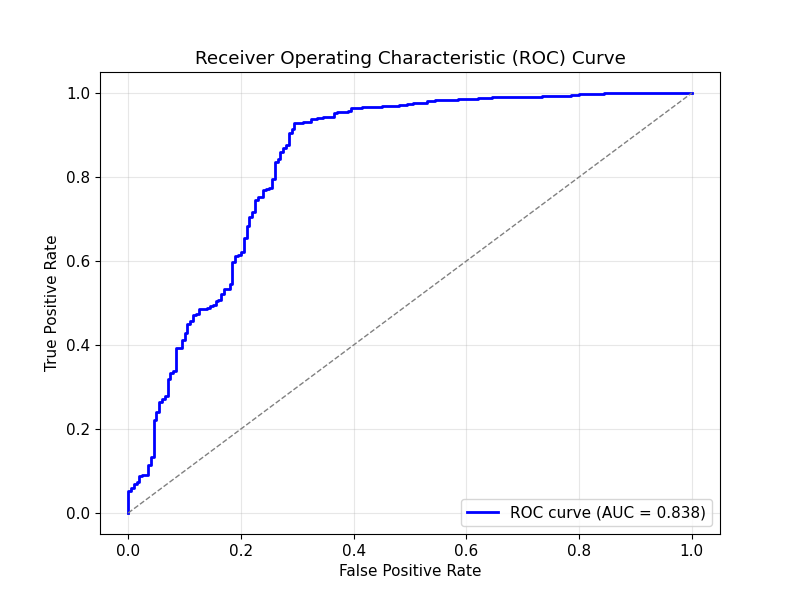 Receiver Operating Characteristic (ROC) Curve
1.0
0.8
0.6
0.4
0.2
0.0
True Positive Rate
ROC curve (AUC = 0.838)
0.0 0.2 0.4 0.6 0.8 1.0
False Positive Rate